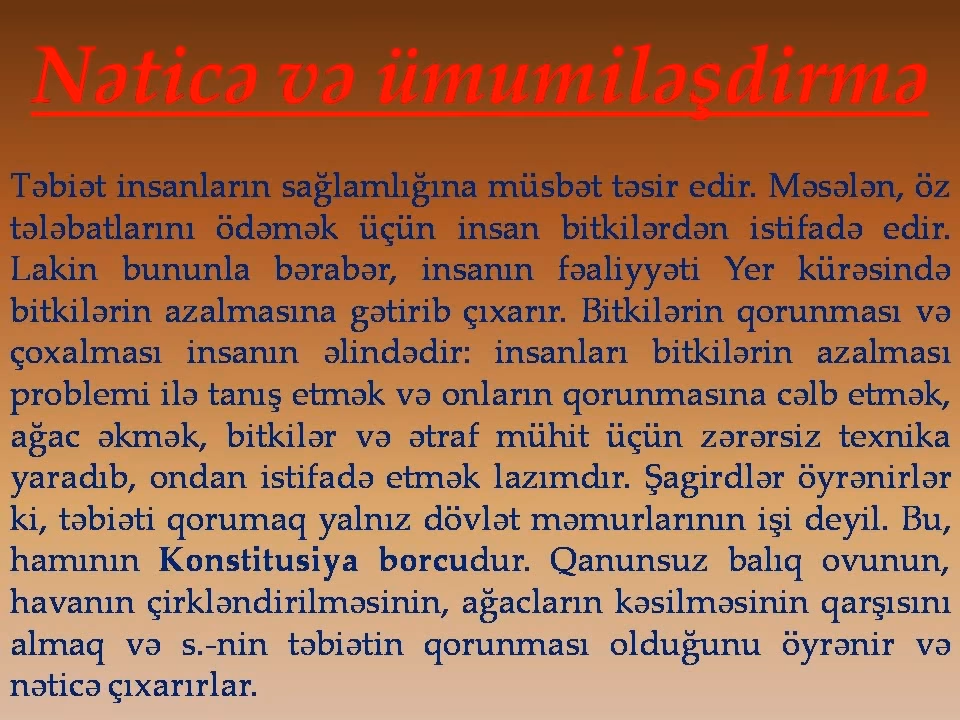 Nəticə və ümumiləşdirmə
Təbiət insanların sağlamlığına müsbət təsir edir. Məsələn, öz
tələbatlarını ödəmək üçün insan bitkilərdən istifadə edir.
Lakin bununla bərabər, insanın fəaliyyəti Yer kürəsində
bitkilərin azalmasına gətirib çıxarır. Bitkilərin qorunması və
çoxalması insanın əlindədir: insanları bitkilərin azalması
problemi ilə tanış etmək və onların qorunmasına cəlb etmək,
ağac əkmək, bitkilər və ətraf mühit üçün zərərsiz texnika
yaradıb, ondan istifadə etmək lazımdır. Şagirdlər öyrənirlər
ki, təbiəti qorumaq yalnız dövlət məmurlarının işi deyil. Bu,
hamının Konstitusiya borcudur. Qanunsuz balıq ovunun,
havanın çirkləndirilməsinin, ağacların kəsilməsinin qarşısını
almaq və s.-nin təbiətin qorunması olduğunu öyrənir və
nəticə çıxarırlar.